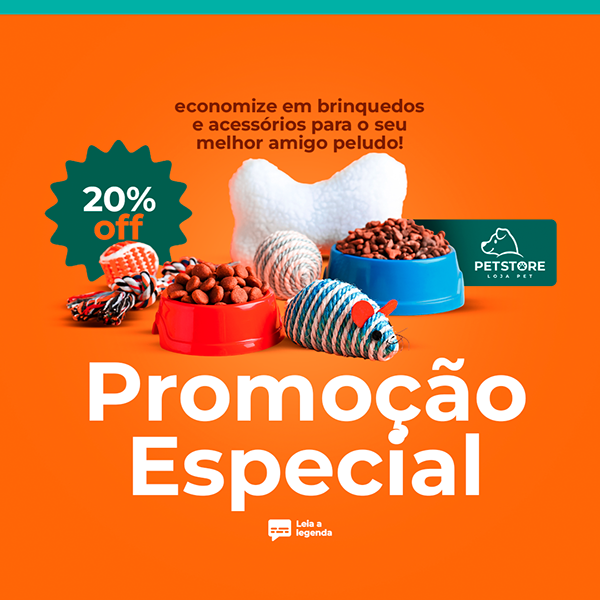 economize em brinquedos
e acessórios para o seu
melhor amigo peludo!
20%
off
PETSTORE
LOJA PET
Promoção
Especial
Leia a
legenda